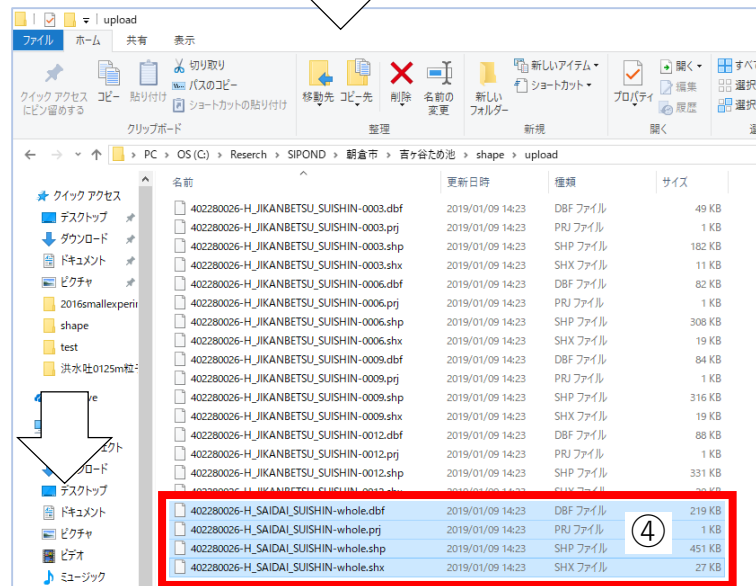 upload
ファイル ホーム 共有 表示
クイック アクセスにピン留めする
コピー
貼り付け
切り取り
パスのコピー
ショートカットの貼り付け
クリップボード
移動先
コピー先
削除
名前の変更
整理
新しいフォルダー
新しいアイテム
ショートカット
新規
プロパティ
開く
編集
履歴
開く
すべて
選択
選択
PC > OS (C:) > Reserch > SIPOND > 朝倉市 > 吉ヶ谷ため池 > shape > upload
名前 更新日時 種類 サイズ
クイック アクセス
デスクトップ
ダウンロード
ドキュメント
ピクチャ
2016smallexperir
shape
test
洪水吐0125m粒子
デスクトップ
ドキュメント
ピクチャ
ビデオ
ミュージック
402280026-H_JIKANBETSU_SUISHIN-0003.dbf 2019/01/09 14:23 DBF ファイル 49 KB
402280026-H_JIKANBETSU_SUISHIN-0003.prj 2019/01/09 14:23 PRJ ファイル 1 KB
402280026-H_JIKANBETSU_SUISHIN-0003.shp 2019/01/09 14:23 SHP ファイル 182 KB
402280026-H_JIKANBETSU_SUISHIN-0003.shx 2019/01/09 14:23 SHX ファイル 11 KB
402280026-H_JIKANBETSU_SUISHIN-0006.dbf 2019/01/09 14:23 DBF ファイル 82 KB
402280026-H_JIKANBETSU_SUISHIN-0006.prj 2019/01/09 14:23 PRJ ファイル 1 KB
402280026-H_JIKANBETSU_SUISHIN-0006.shp 2019/01/09 14:23 SHP ファイル 308 KB
402280026-H_JIKANBETSU_SUISHIN-0006.shx 2019/01/09 14:23 SHX ファイル 19 KB
402280026-H_JIKANBETSU_SUISHIN-0009.dbf 2019/01/09 14:23 DBF ファイル 84 KB
402280026-H_JIKANBETSU_SUISHIN-0009.prj 2019/01/09 14:23 PRJ ファイル 1 KB
402280026-H_JIKANBETSU_SUISHIN-0009.shp 2019/01/09 14:23 SHP ファイル 316 KB
402280026-H_JIKANBETSU_SUISHIN-0009.shx 2019/01/09 14:23 SHX ファイル 19 KB
402280026-H_JIKANBETSU_SUISHIN-0012.dbf 2019/01/09 14:23 DBF ファイル 88 KB
402280026-H_JIKANBETSU_SUISHIN-0012.prj 2019/01/09 14:23 PRJ ファイル 1 KB
402280026-H_JIKANBETSU_SUISHIN-0012.shp 2019/01/09 14:23 SHP ファイル 331 KB
402280026-H_SAIDAI_SUISHIN-whole.dbf 2019/01/09 14:23 DBF ファイル 219 KB
402280026-H_SAIDAI_SUISHIN-whole.prj 2019/01/09 14:23 PRJ ファイル 1 KB
402280026-H_SAIDAI_SUISHIN-whole.shp 2019/01/09 14:23 SHP ファイル 451 KB
402280026-H_SAIDAI_SUISHIN-whole.shx 2019/01/09 14:23 SHX ファイル 27 KB
④